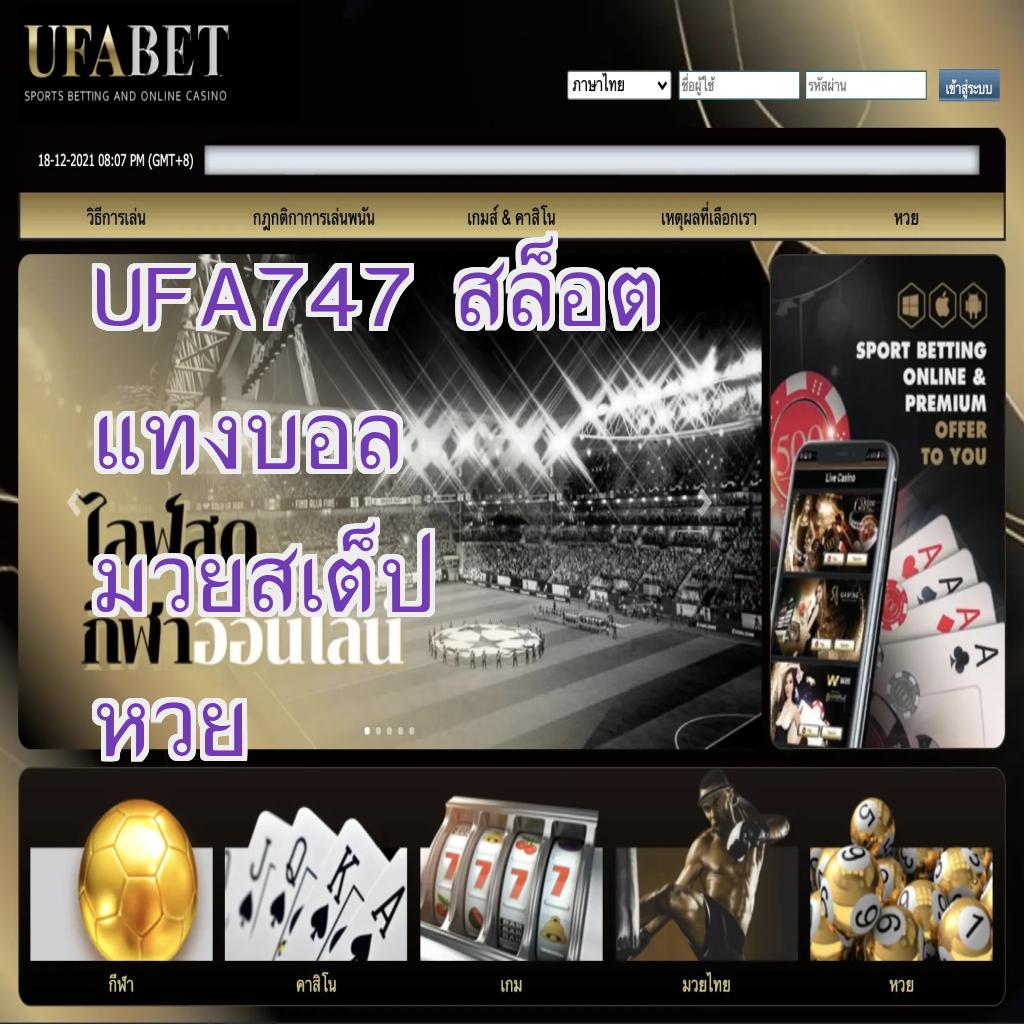 UFABET
SPORTS BETTING AND ONLINE CASINO
ภาษาไทย
ชื่อผู้ใช้
รหัสผ่าน
เข้าสู่ระบบ
18-12-2021 08:07 PM (GMT+8)
วิธีการเล่น
กฎกติกาการเล่นพนัน
เกมส์ & คาสิโน
เหตุผลที่เลือกเรา
หวย
UFA747 สล็อต
แทงบอล
ไลฟ์สด
มวยสเต็ป
กีฬาออนไลน์
หวย
SPORT BETTING
ONLINE &
PREMIUM
OFFER
TO YOU
Live Casino
กีฬา
คาสิโน
เกม
มวยไทย
หวย